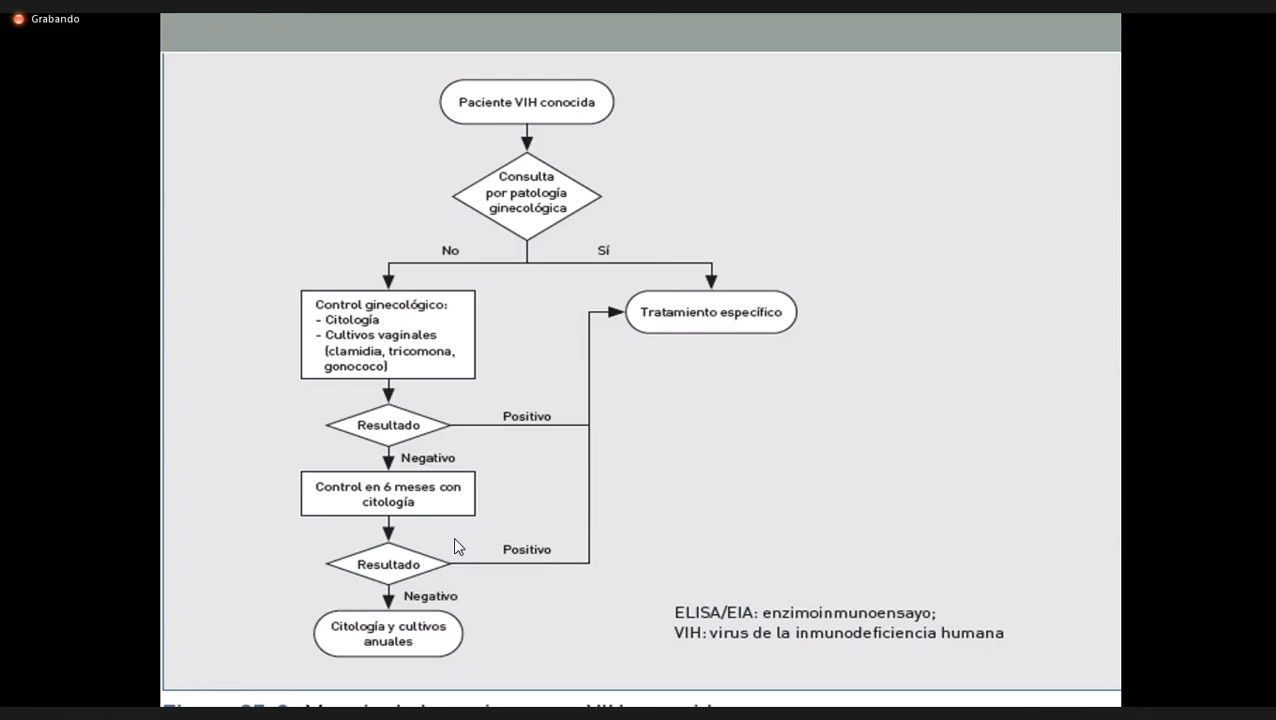 Grabando
Paciente VIH conocida
Consulta
por patología
ginecológica
No
Sí
Control ginecológico:
- Citología
- Cultivos vaginales
(clamidia, tricomona,
gonococo)
Tratamiento específico
Resultado
Positivo
Negativo
Control en 6 meses con
citología
Resultado
Positivo
Negativo
Citología y cultivos
anuales
ELISA/EIA: enzimoinmunoensayo;
VIH: virus de la inmunodeficiencia humana